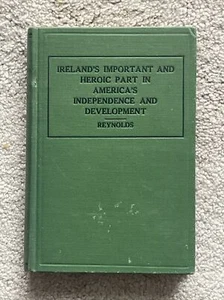 IRELAND'S IMPORTANT AND
HEROIC PART IN
AMERICA'S
INDEPENDENCE AND
DEVELOPMENT
REYNOLDS